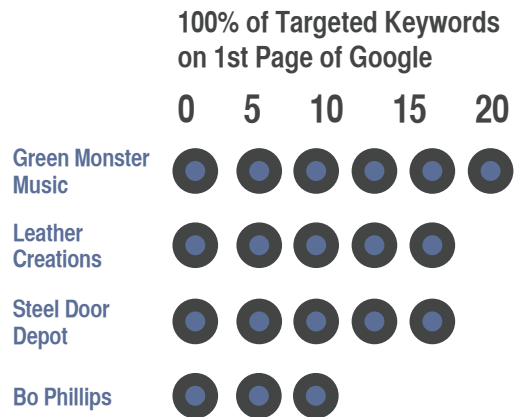 100% of Targeted Keywords
on 1st Page of Google
0 5 10 15 20
Green Monster
Music
Leather
Creations
Steel Door
Depot
Bo Phillips